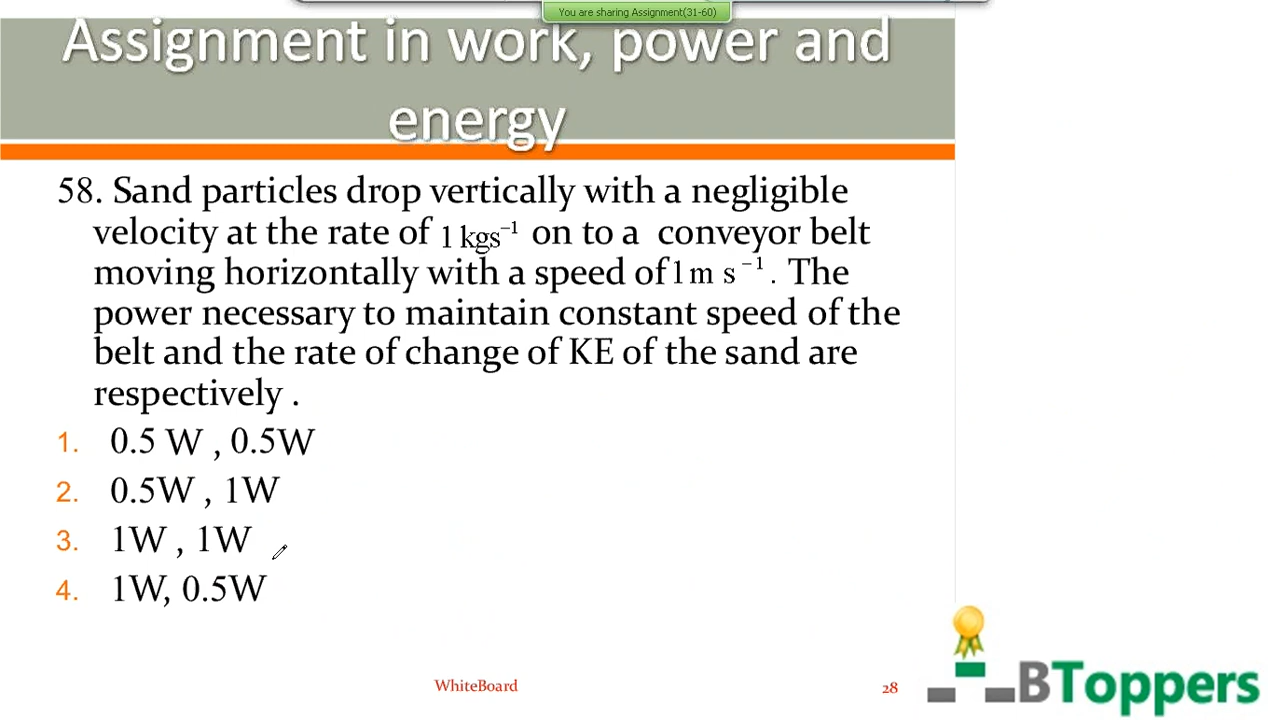 You are sharing Assignment(31-60)
Assignment in work, power and
energy
58. Sand particles drop vertically with a negligible
velocity at the rate of 1 kgs⁻¹ on to a conveyor belt
moving horizontally with a speed of 1 m s⁻¹. The
power necessary to maintain constant speed of the
belt and the rate of change of KE of the sand are
respectively .
1. 0.5 W , 0.5W
2. 0.5W , 1W
3. 1W , 1W
4. 1W, 0.5W
WhiteBoard
28
BToppers